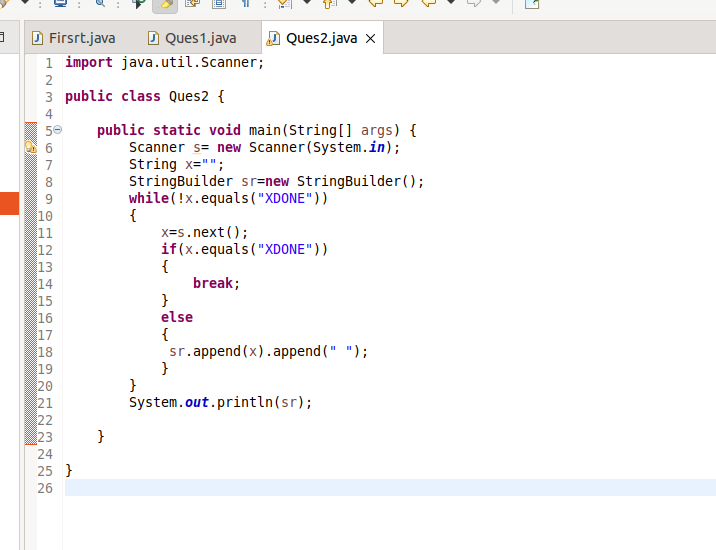 Firsrt.java Ques1.java Ques2.java
1 import java.util.Scanner;
2
3 public class Ques2 {
4
5 public static void main(String[] args) {
6 Scanner s= new Scanner(System.in);
7 String x="";
8 StringBuilder sr=new StringBuilder();
9 while(!x.equals("XDONE"))
10 {
11 x=s.next();
12 if(x.equals("XDONE"))
13 {
14 break;
15 }
16 else
17 {
18 sr.append(x).append(" ");
19 }
20 }
21 System.out.println(sr);
22
23 }
24
25 }
26